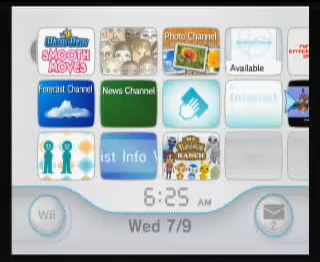 WarioWare
SMOOTH
MOVES
Photo Channel
Available
Forecast Channel
News Channel
Internet
ist Info
My
Pokémon
RANCH
6:25 AM
Wii
2
Wed 7/9